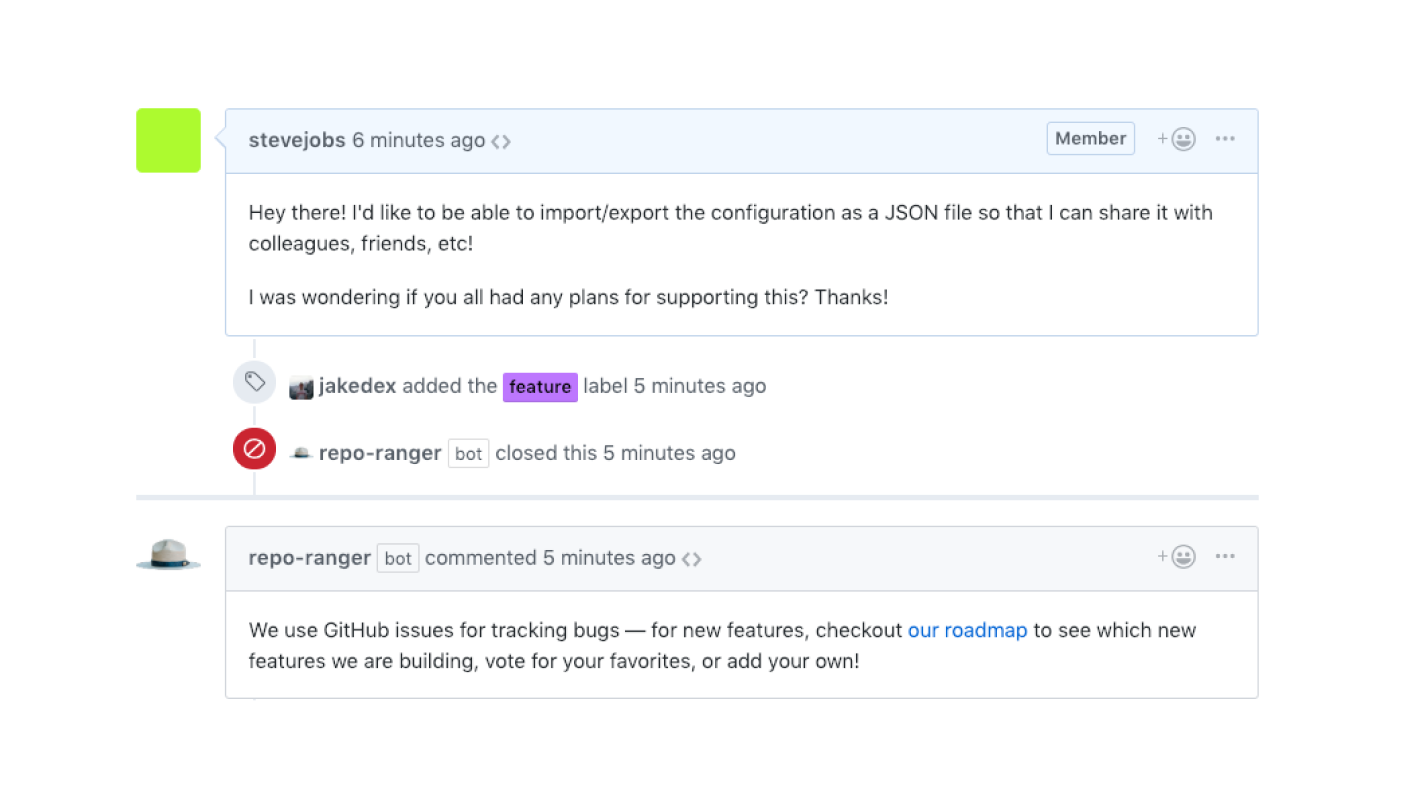 stevejobs 6 minutes ago <> Member
Hey there! I'd like to be able to import/export the configuration as a JSON file so that I can share it with
colleagues, friends, etc!
I was wondering if you all had any plans for supporting this? Thanks!
jakedex added the feature label 5 minutes ago
repo-ranger bot closed this 5 minutes ago
repo-ranger bot commented 5 minutes ago <>
We use GitHub issues for tracking bugs — for new features, checkout our roadmap to see which new
features we are building, vote for your favorites, or add your own!